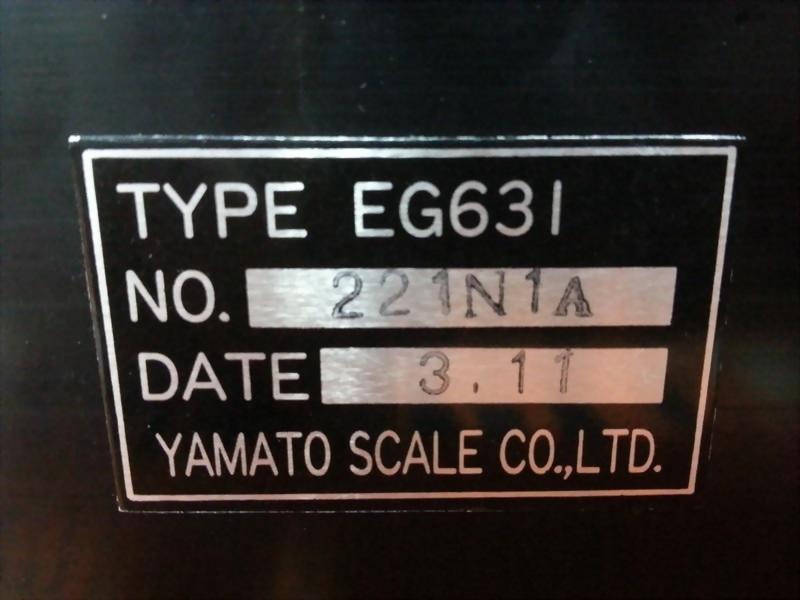 TYPE EG631
NO. 221N1A
DATE 3.11
YAMATO SCALE CO.,LTD.